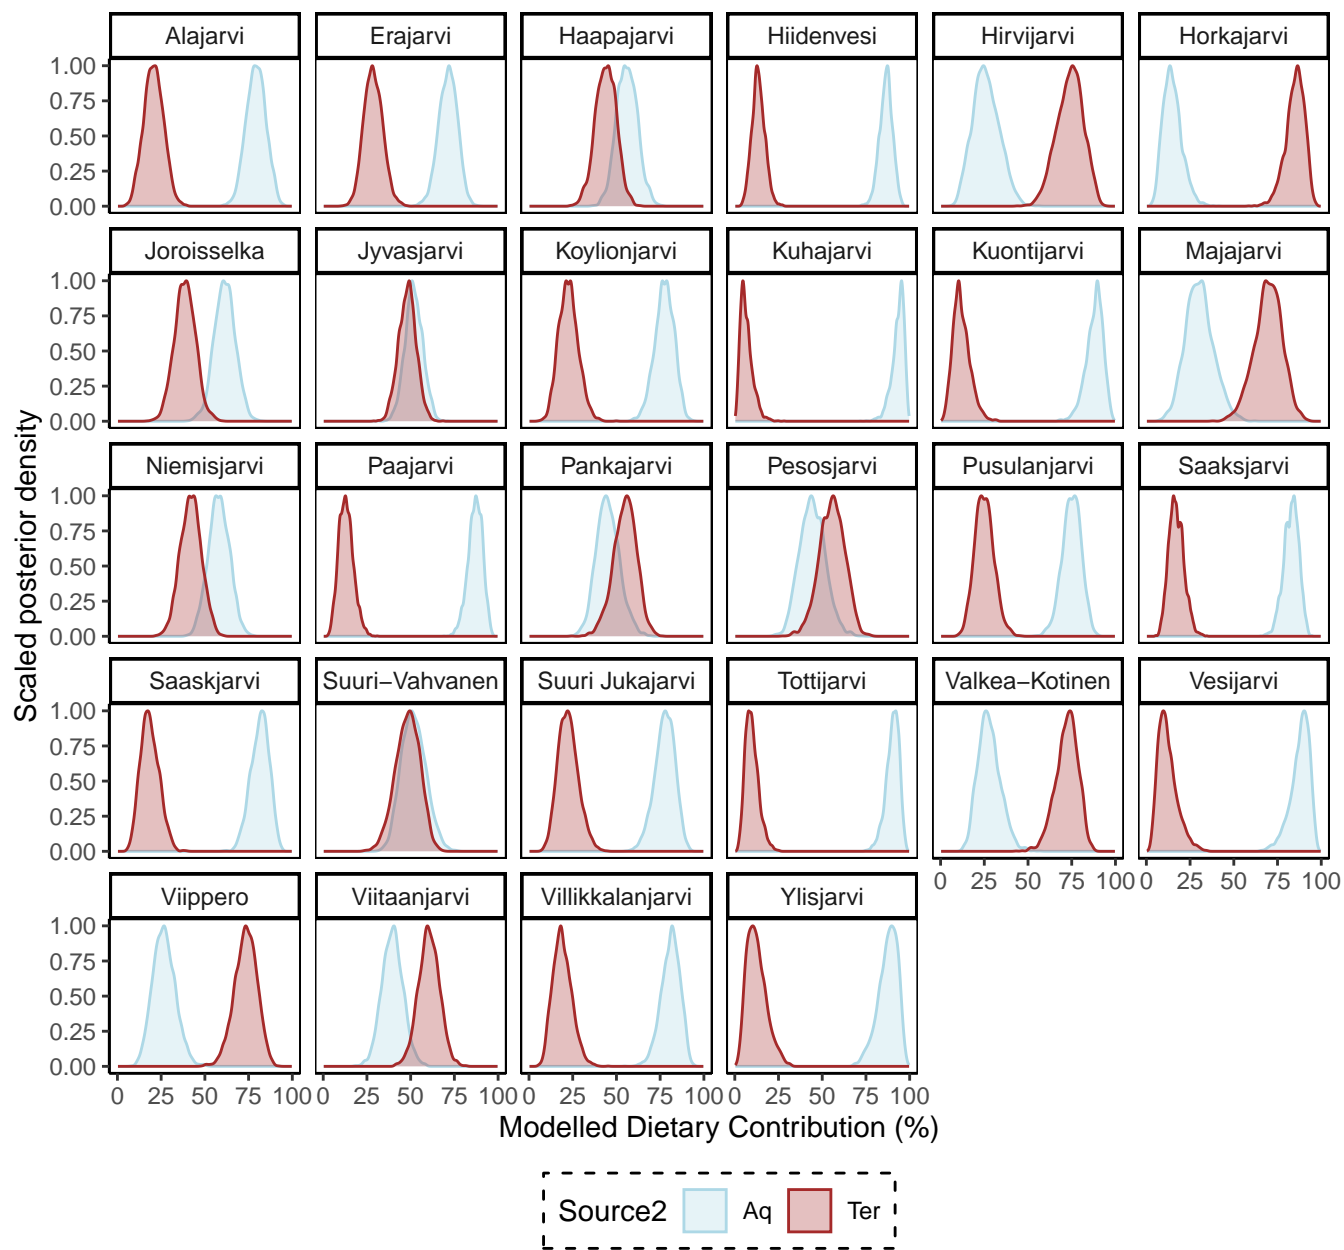 Alajarvi Erajarvi Haapajarvi Hiidenvesi Hirvijarvi Horkajarvi
1.00
0.75
0.50
0.25
0.00
Joroisselka Jyvasjarvi Koylionjarvi Kuhajarvi Kuontijarvi Majajarvi
1.00
0.75
0.50
0.25
0.00
Niemisjarvi Paajarvi Pankajarvi Pesosjarvi Pusulanjarvi Saaksjarvi
1.00
0.75
0.50
0.25
0.00
Saaskjarvi Suuri−Vahvanen Suuri Jukajarvi Tottijarvi Valkea−Kotinen Vesijarvi
1.00
0.75
0.50
0.25
0.00
0 25 50 75 100 0 25 50 75 100
Viippero Viitaanjarvi Villikkalanjarvi Ylisjarvi
1.00
0.75
0.50
0.25
0.00
0 25 50 75 100 0 25 50 75 100 0 25 50 75 100 0 25 50 75 100
Scaled posterior density
Modelled Dietary Contribution (%)
Source2 Aq Ter